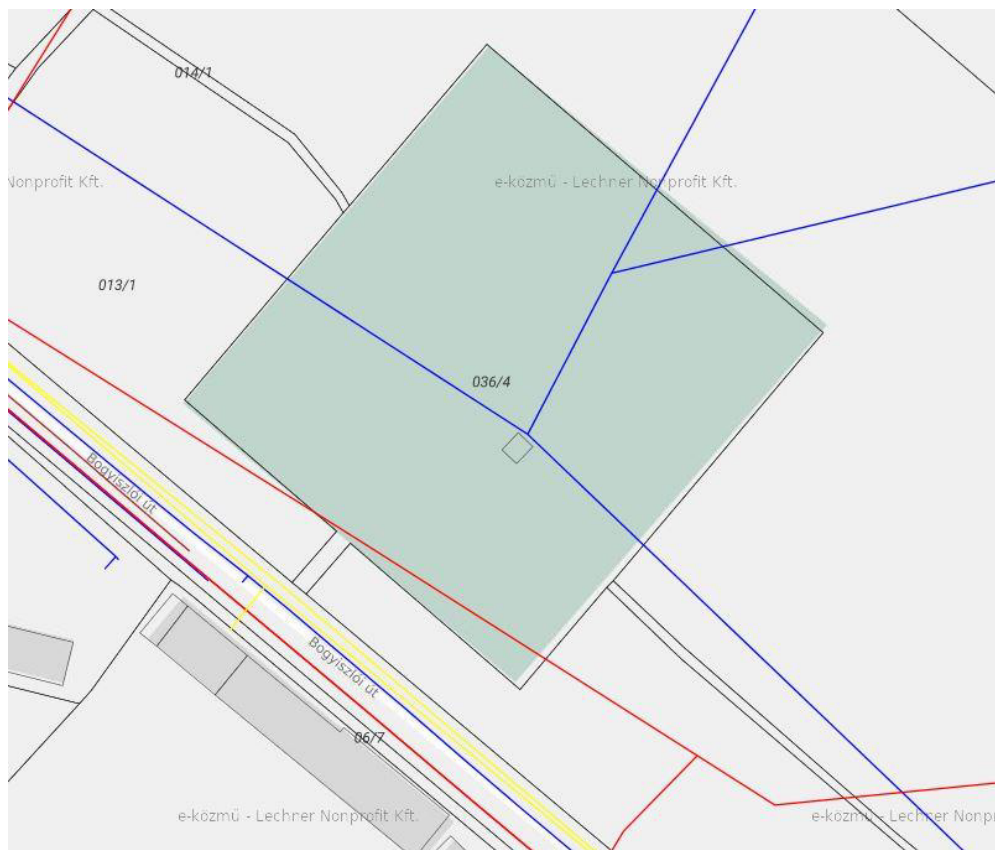 014/1
Nonprofit Kft.
e-közmű - Lechner Nonprofit Kft.
013/1
036/4
Bogyiszlói út
Bogyiszlói út
06/7
e-közmű - Lechner Nonprofit Kft.
e-közmű - Lechner Nonpr